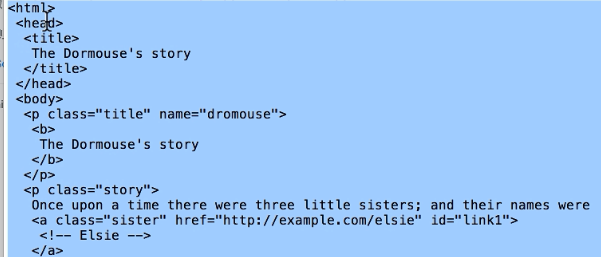 <html>
<head>
<title>
The Dormouse's story
</title>
</head>
<body>
<p class="title" name="dromouse">
<b>
The Dormouse's story
</b>
</p>
<p class="story">
Once upon a time there were three little sisters; and their names were
<a class="sister" href="http://example.com/elsie" id="link1">
<!-- Elsie -->
</a>